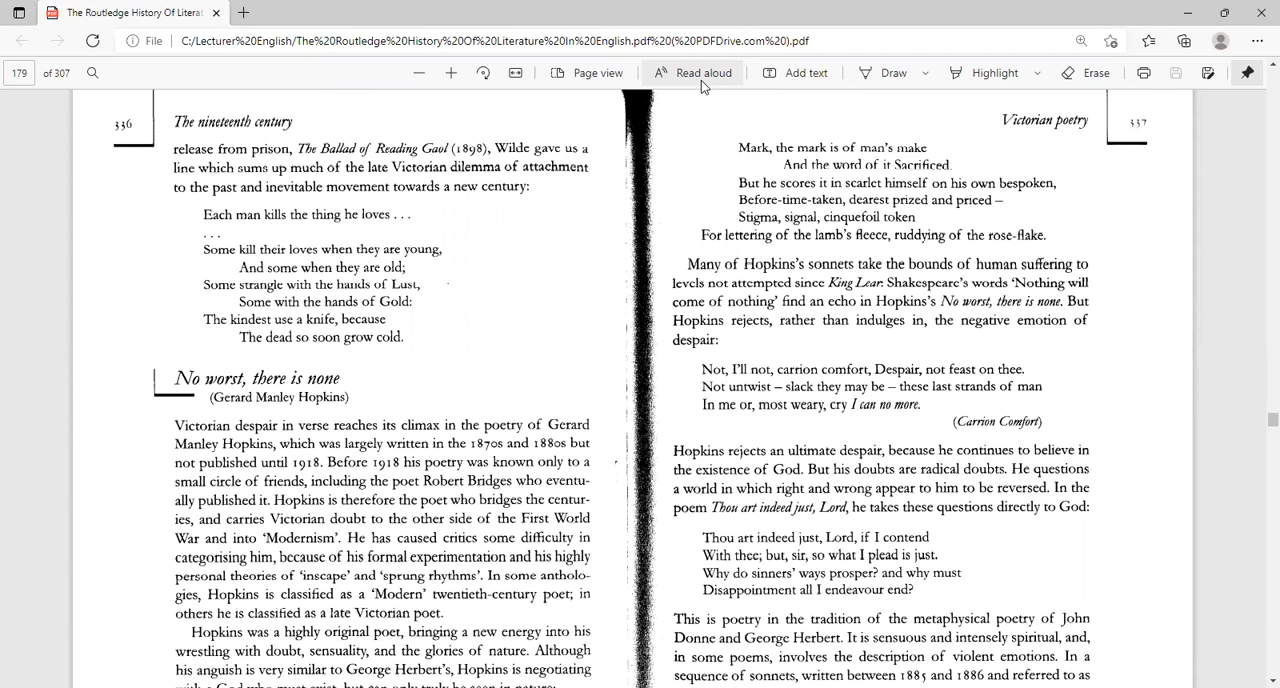 The Routledge History Of Litera
File
C:/Lecturer%20English/The%20Routledge%20History%20Of%20Literature%20In%20English.pdf%20(%20PDFDrive.com%20).pdf
179 of 307
Page view
Read aloud
Add text
Draw
Highlight
Erase
336 The nineteenth century
release from prison, The Ballad of Reading Gaol (1898), Wilde gave us a
line which sums up much of the late Victorian dilemma of attachment
to the past and inevitable movement towards a new century:
Each man kills the thing he loves . . .
. . .
Some kill their loves when they are young,
And some when they are old;
Some strangle with the hands of Lust,
Some with the hands of Gold:
The kindest use a knife, because
The dead so soon grow cold.
No worst, there is none
(Gerard Manley Hopkins)
Victorian despair in verse reaches its climax in the poetry of Gerard
Manley Hopkins, which was largely written in the 1870s and 1880s but
not published until 1918. Before 1918 his poetry was known only to a
small circle of friends, including the poet Robert Bridges who eventu-
ally published it. Hopkins is therefore the poet who bridges the centur-
ies, and carries Victorian doubt to the other side of the First World
War and into ‘Modernism’. He has caused critics some difficulty in
categorising him, because of his formal experimentation and his highly
personal theories of ‘inscape’ and ‘sprung rhythms’. In some antholo-
gies, Hopkins is classified as a ‘Modern’ twentieth-century poet; in
others he is classified as a late Victorian poet.
Hopkins was a highly original poet, bringing a new energy into his
wrestling with doubt, sensuality, and the glories of nature. Although
his anguish is very similar to George Herbert’s, Hopkins is negotiating
with a God who must exist, but can only truly be seen in nature:
Victorian poetry 337
Mark, the mark is of man’s make
And the word of it Sacrificed.
But he scores it in scarlet himself on his own bespoken,
Before-time-taken, dearest prized and priced –
Stigma, signal, cinquefoil token
For lettering of the lamb’s fleece, ruddying of the rose-flake.
Many of Hopkins’s sonnets take the bounds of human suffering to
levels not attempted since King Lear. Shakespeare’s words ‘Nothing will
come of nothing’ find an echo in Hopkins’s No worst, there is none. But
Hopkins rejects, rather than indulges in, the negative emotion of
despair:
Not, I’ll not, carrion comfort, Despair, not feast on thee.
Not untwist – slack they may be – these last strands of man
In me or, most weary, cry I can no more.
(Carrion Comfort)
Hopkins rejects an ultimate despair, because he continues to believe in
the existence of God. But his doubts are radical doubts. He questions
a world in which right and wrong appear to him to be reversed. In the
poem Thou art indeed just, Lord, he takes these questions directly to God:
Thou art indeed just, Lord, if I contend
With thee; but, sir, so what I plead is just.
Why do sinners’ ways prosper? and why must
Disappointment all I endeavour end?
This is poetry in the tradition of the metaphysical poetry of John
Donne and George Herbert. It is sensuous and intensely spiritual, and,
in some poems, involves the description of violent emotions. In a
sequence of sonnets, written between 1885 and 1886 and referred to as